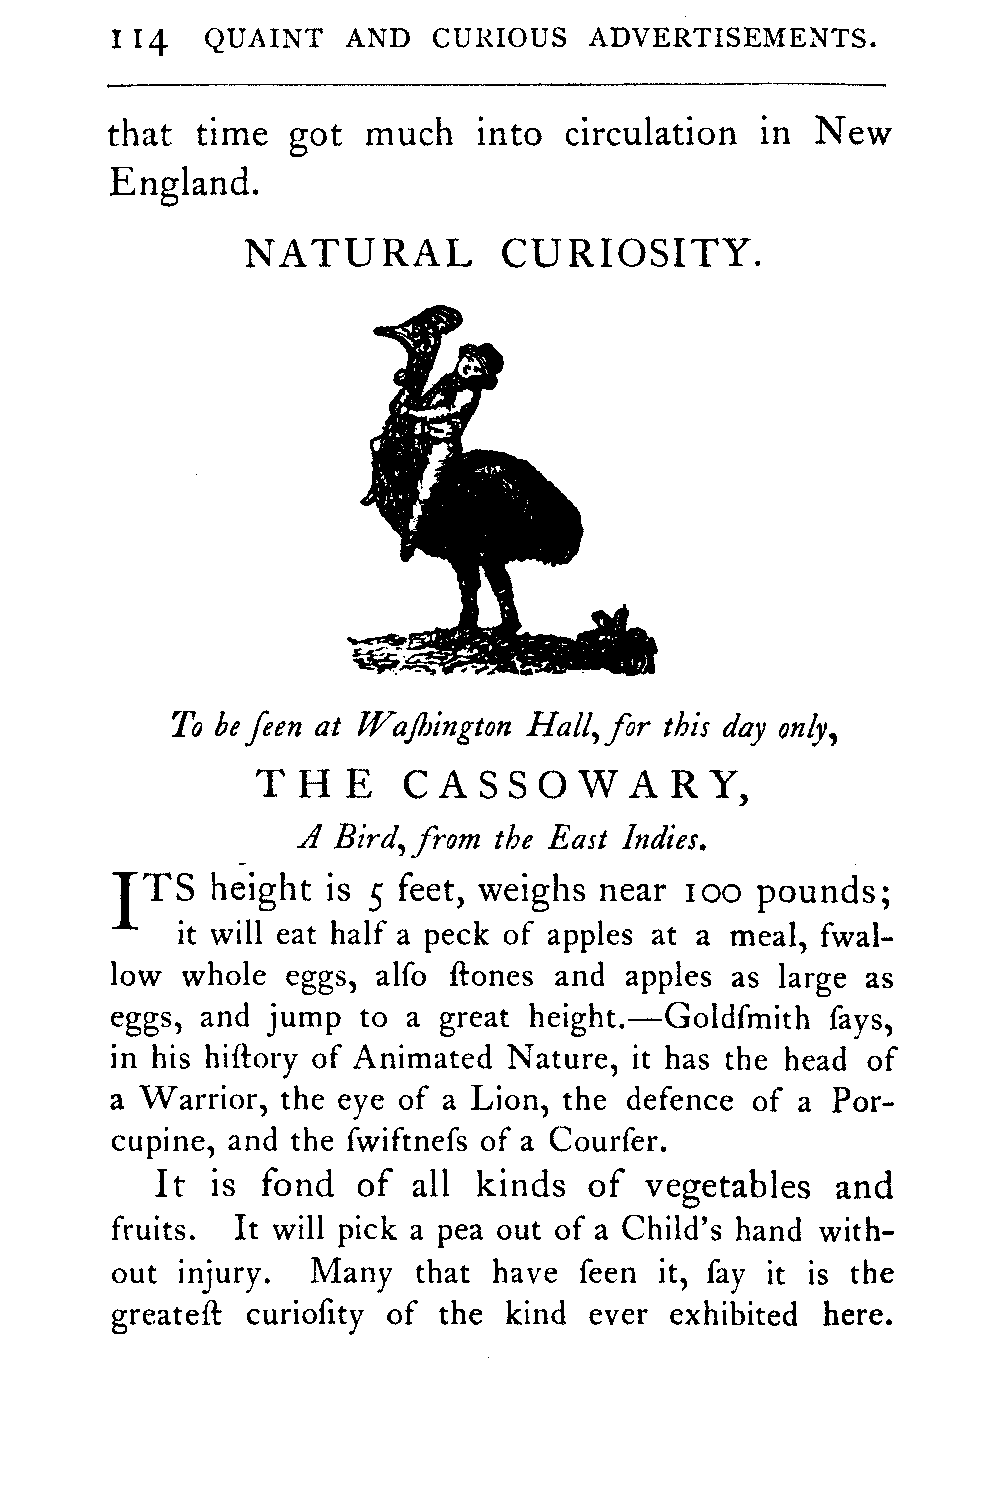 114 QUAINT AND CURIOUS ADVERTISEMENTS.
that time got much into circulation in New
England.
NATURAL CURIOSITY.
To be ſeen at Waſhington Hall, for this day only,
THE CASSOWARY,
A Bird, from the East Indies.
ITS height is 5 feet, weighs near 100 pounds;
it will eat half a peck of apples at a meal, ſwal-
low whole eggs, alſo ſtones and apples as large as
eggs, and jump to a great height.—Goldſmith ſays,
in his hiſtory of Animated Nature, it has the head of
a Warrior, the eye of a Lion, the defence of a Por-
cupine, and the ſwiftneſs of a Courſer.
It is fond of all kinds of vegetables and
fruits. It will pick a pea out of a Child's hand with-
out injury. Many that have ſeen it, ſay it is the
greateſt curioſity of the kind ever exhibited here.